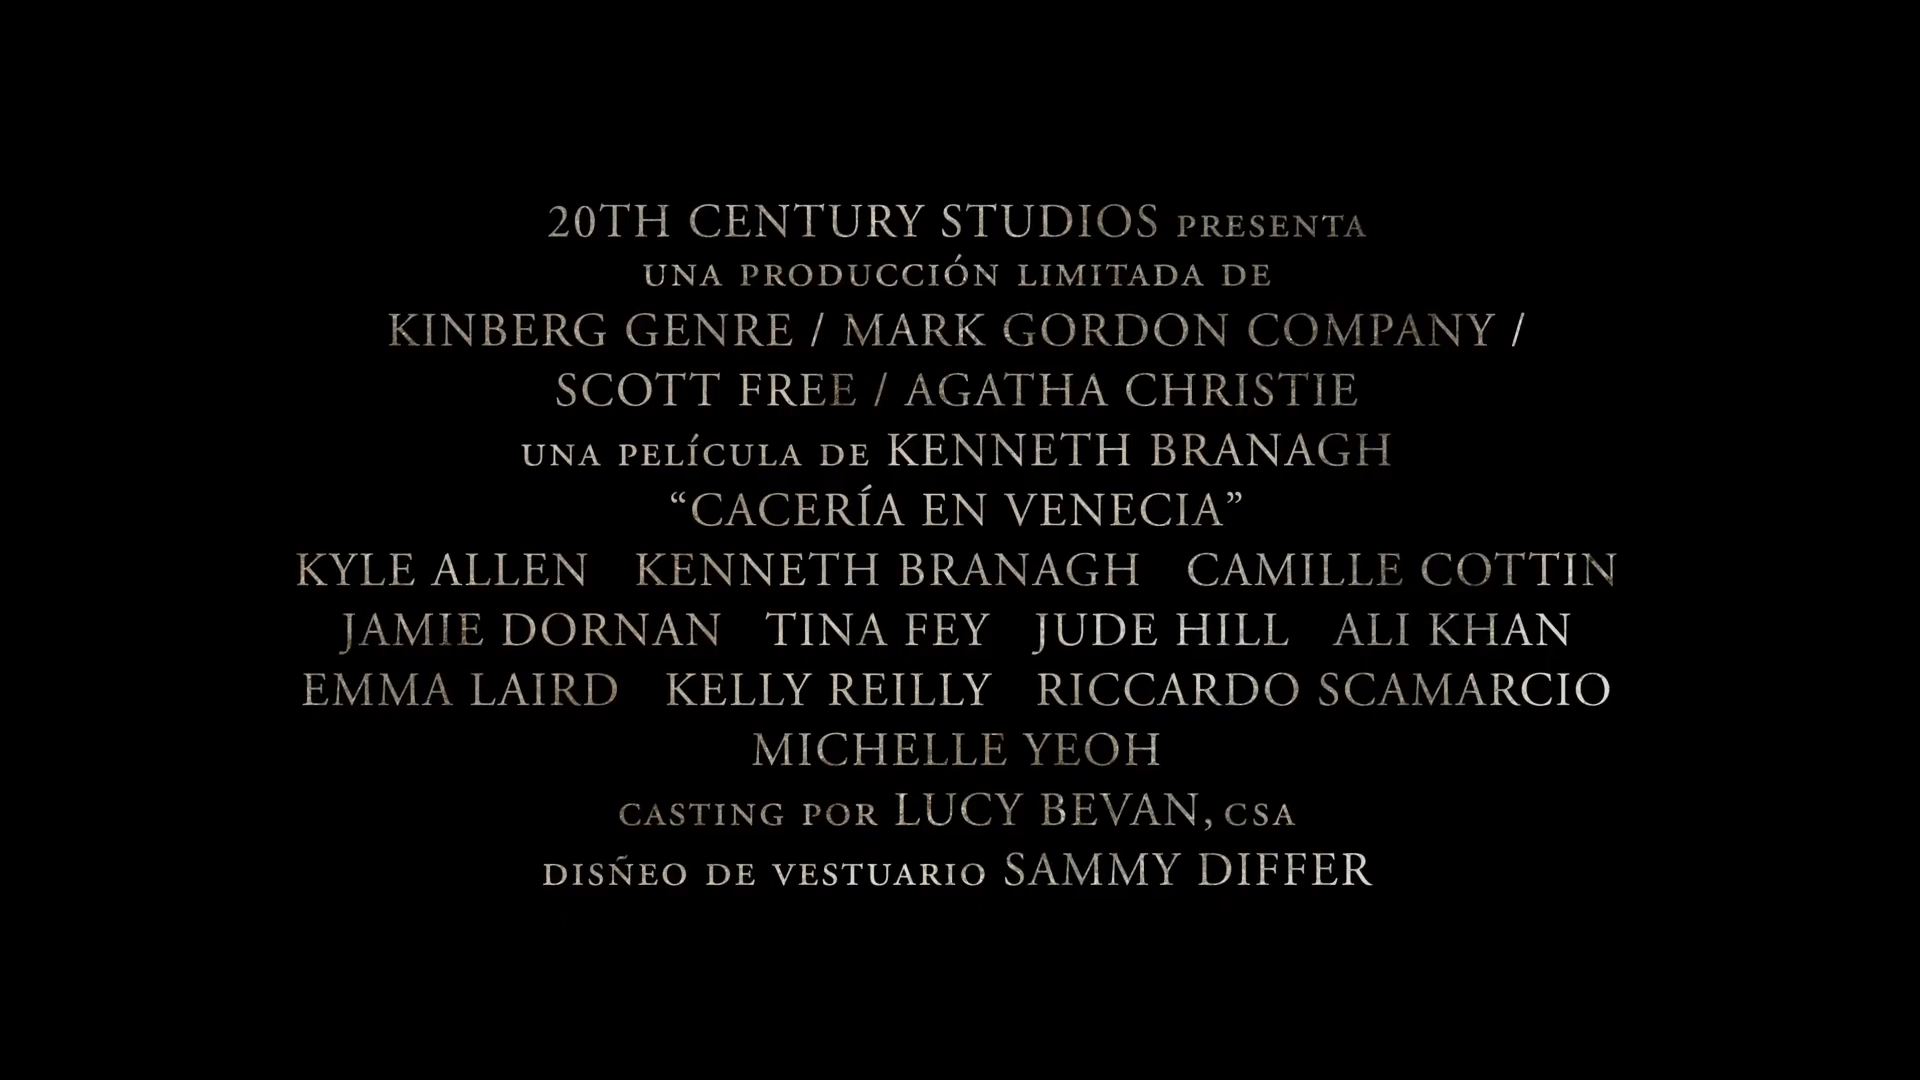 20TH CENTURY STUDIOS PRESENTA
UNA PRODUCCIÓN LIMITADA DE
KINBERG GENRE / MARK GORDON COMPANY /
SCOTT FREE / AGATHA CHRISTIE
UNA PELÍCULA DE KENNETH BRANAGH
“CACERÍA EN VENECIA”
KYLE ALLEN KENNETH BRANAGH CAMILLE COTTIN
JAMIE DORNAN TINA FEY JUDE HILL ALI KHAN
EMMA LAIRD KELLY REILLY RICCARDO SCAMARCIO
MICHELLE YEOH
CASTING POR LUCY BEVAN, CSA
DISÑEO DE VESTUARIO SAMMY DIFFER